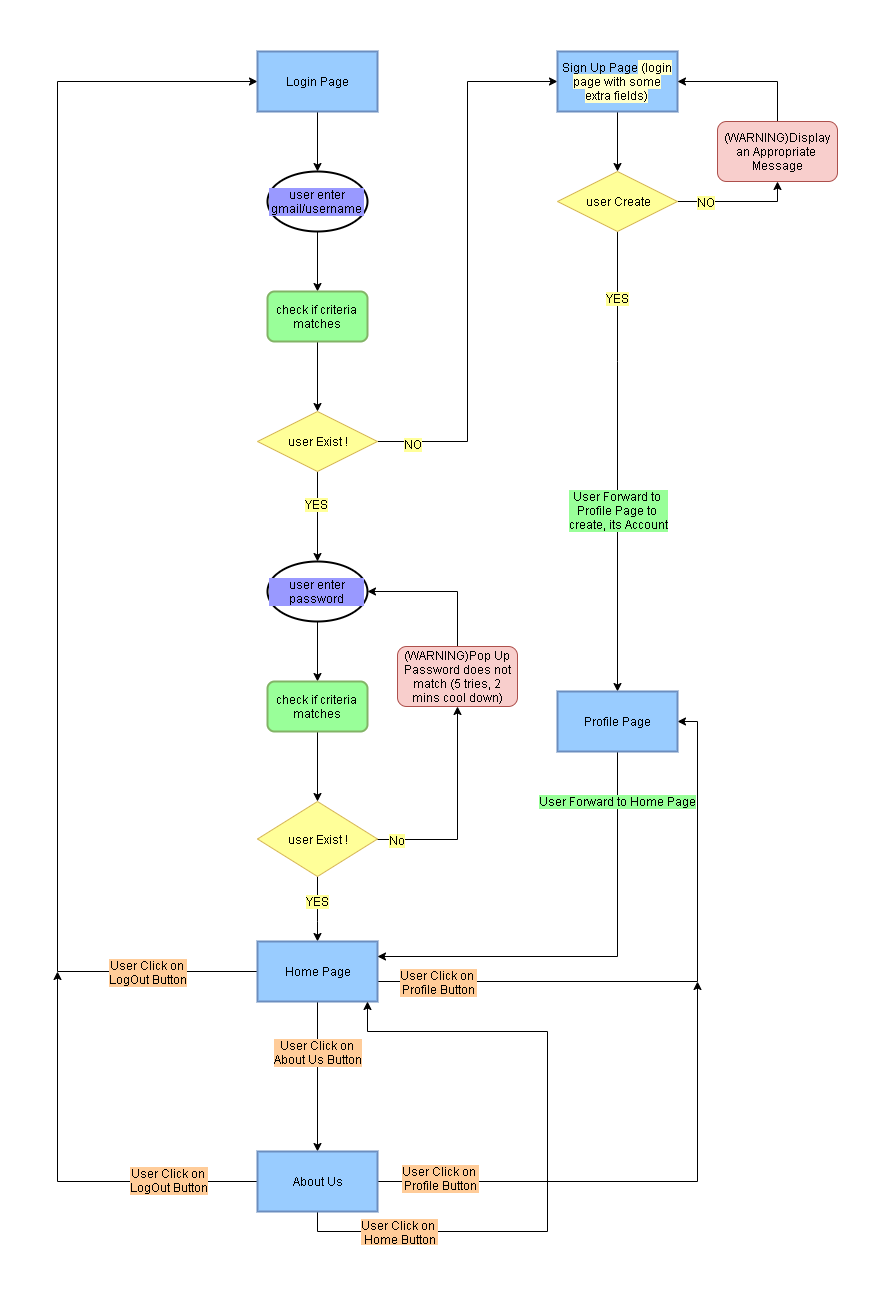 Login Page
Sign Up Page (login
page with some
extra fields)
(WARNING)Display
an Appropriate
Message
user enter
gmail/username
user Create
NO
check if criteria
matches
YES
user Exist !
NO
YES
User Forward to
Profile Page to
create, its Account
user enter
password
(WARNING)Pop Up
Password does not
match (5 tries, 2
mins cool down)
check if criteria
matches
Profile Page
User Forward to Home Page
user Exist !
No
YES
Home Page
User Click on
LogOut Button
User Click on
Profile Button
User Click on
About Us Button
About Us
User Click on
LogOut Button
User Click on
Profile Button
User Click on
Home Button